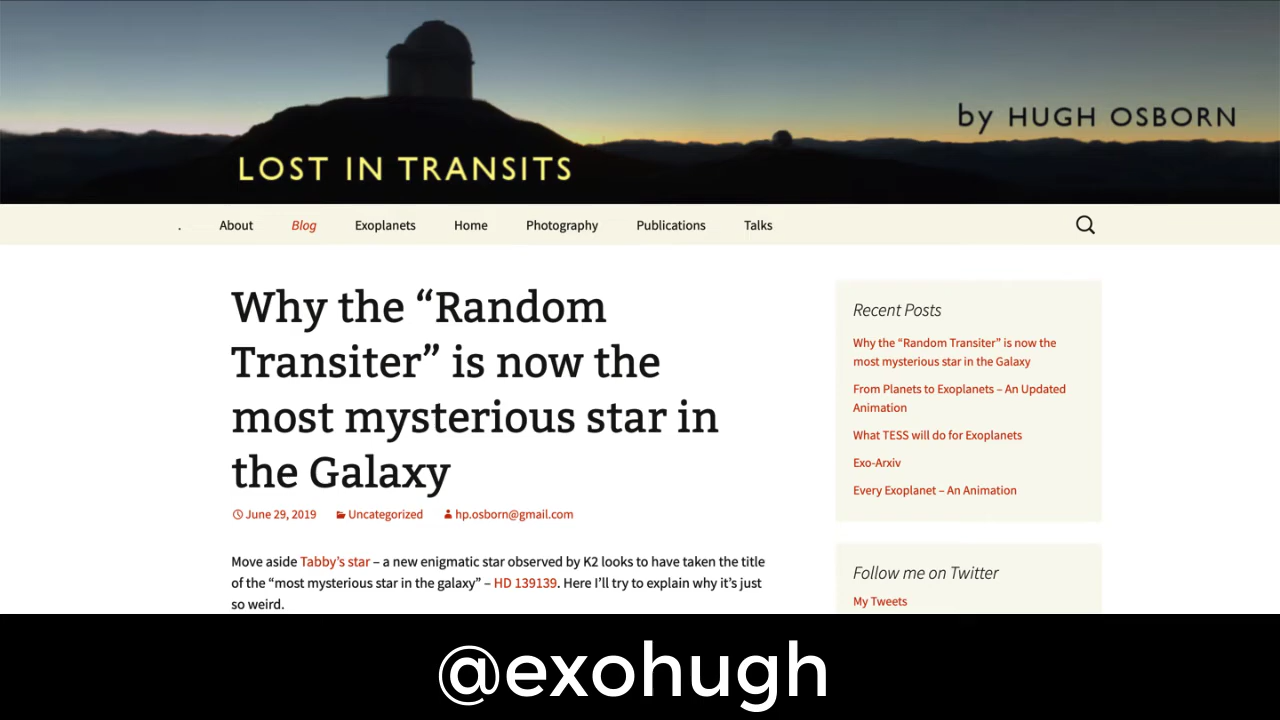 by HUGH OSBORN
LOST IN TRANSITS
. About Blog Exoplanets Home Photography Publications Talks
Why the “Random
Transiter” is now the
most mysterious star in
the Galaxy
June 29, 2019 Uncategorized hp.osborn@gmail.com
Move aside Tabby’s star – a new enigmatic star observed by K2 looks to have taken the title
of the “most mysterious star in the galaxy” – HD 139139. Here I’ll try to explain why it’s just
so weird.
Recent Posts
Why the “Random Transiter” is now the
most mysterious star in the Galaxy
From Planets to Exoplanets – An Updated
Animation
What TESS will do for Exoplanets
Exo-Arxiv
Every Exoplanet – An Animation
Follow me on Twitter
My Tweets
@exohugh